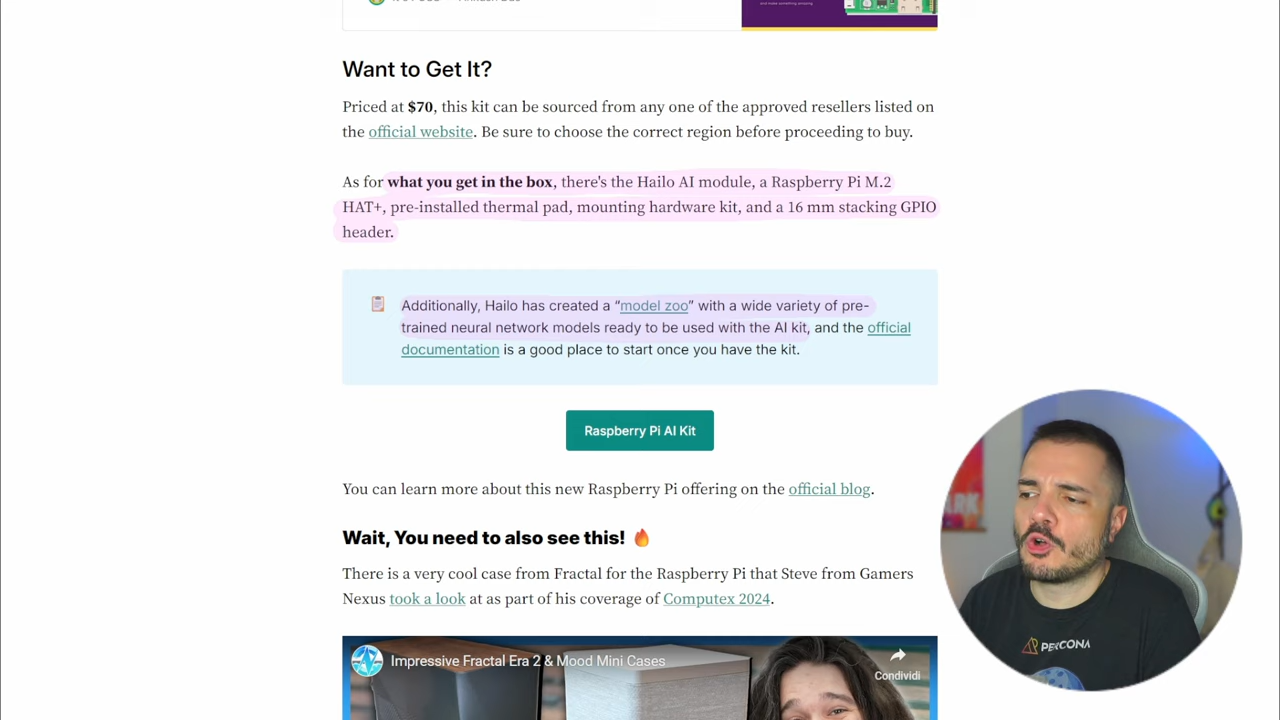 Want to Get It?
Priced at $70, this kit can be sourced from any one of the approved resellers listed on
the official website. Be sure to choose the correct region before proceeding to buy.
As for what you get in the box, there's the Hailo AI module, a Raspberry Pi M.2
HAT+, pre-installed thermal pad, mounting hardware kit, and a 16 mm stacking GPIO
header.
Additionally, Hailo has created a “model zoo” with a wide variety of pre-
trained neural network models ready to be used with the AI kit, and the official
documentation is a good place to start once you have the kit.
Raspberry Pi AI Kit
You can learn more about this new Raspberry Pi offering on the official blog.
Wait, You need to also see this! 🔥
There is a very cool case from Fractal for the Raspberry Pi that Steve from Gamers
Nexus took a look at as part of his coverage of Computex 2024.
Impressive Fractal Era 2 & Mood Mini Cases
Condividi
PERCONA